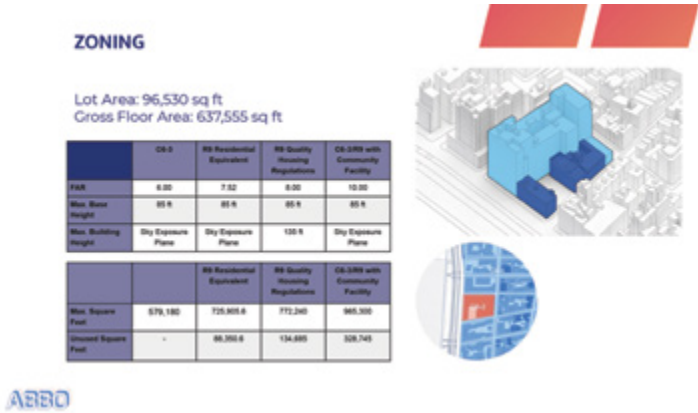 ZONING
Lot Area: 96,530 sq ft
Gross Floor Area: 637,555 sq ft
C6-3
R9 Residential Equivalent
R9 Quality Housing Regulations
C6-3/R9 with Community Facility
FAR
6.00
7.52
8.00
10.00
Max. Base Height
85 ft
85 ft
85 ft
85 ft
Max. Building Height
Sky Exposure Plane
Sky Exposure Plane
135 ft
Sky Exposure Plane
R9 Residential Equivalent
R9 Quality Housing Regulations
C6-3/R9 with Community Facility
Max. Square Feet
579,180
725,905.6
772,240
965,300
Unused Square Feet
-
88,350.6
134,685
328,745
ABBO